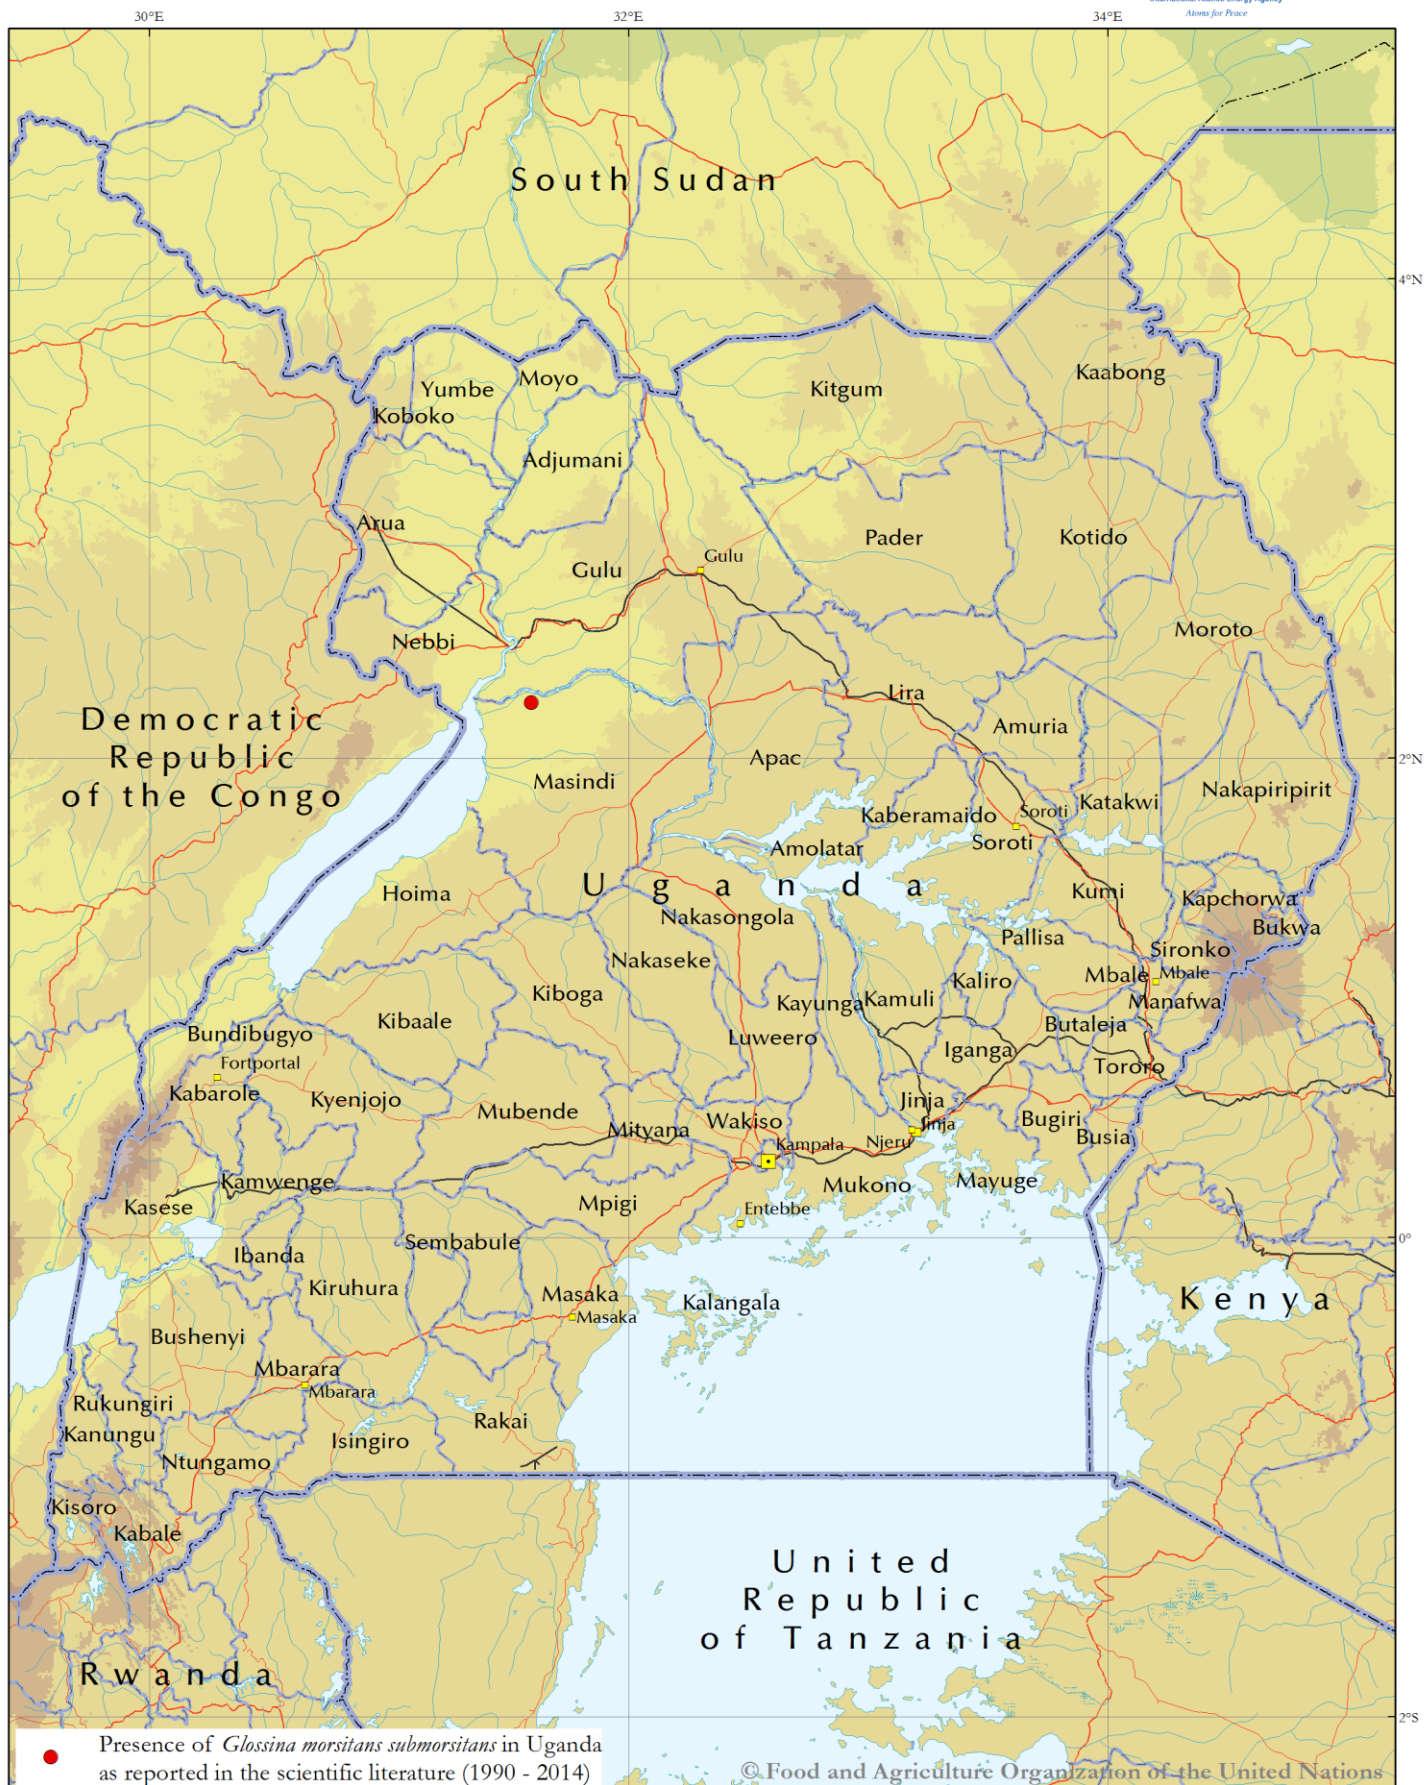 Atoms for Peace
30°E
32°E
34°E
South Sudan
4°N
Kaabong
Moyo
Yumbe
Kitgum
Koboko
Adjumani
Arua
Pader
Kotido
Gulu
Gulu
Moroto
Nebbi
Lira
Democratic
Republic
of the Congo
Amuria
Apac
2°N
Masindi
Nakapiripirit
Katakwi
Kaberamaido
Soroti
Soroti
Amolatar
Uganda
Hoima
Kumi
Kapchorwa
Nakasongola
Bukwa
Pallisa
Sironko
Nakaseke
Mbale
Mbale
Kaliro
Kiboga
Kayunga
Kamuli
Manafwa
Kibaale
Butaleja
Bundibugyo
Luweero
Iganga
Fortportal
Tororo
Kabarole
Kyenjojo
Jinja
Mubende
Wakiso
Bugiri
Jinja
Mityana
Busia
Kampala
Njeru
Kamwenge
Mayuge
Mukono
Kasese
Mpigi
Entebbe
0°
Sembabule
Ibanda
Kiruhura
Masaka
Kalangala
Kenya
Masaka
Bushenyi
Mbarara
Mbarara
Rukungiri
Rakai
Kanungu
Isingiro
Ntungamo
Kisoro
Kabale
United
Republic
of Tanzania
Rwanda
2°S
Presence of Glossina morsitans submorsitans in Uganda
as reported in the scientific literature (1990 - 2014)
© Food and Agriculture Organization of the United Nations